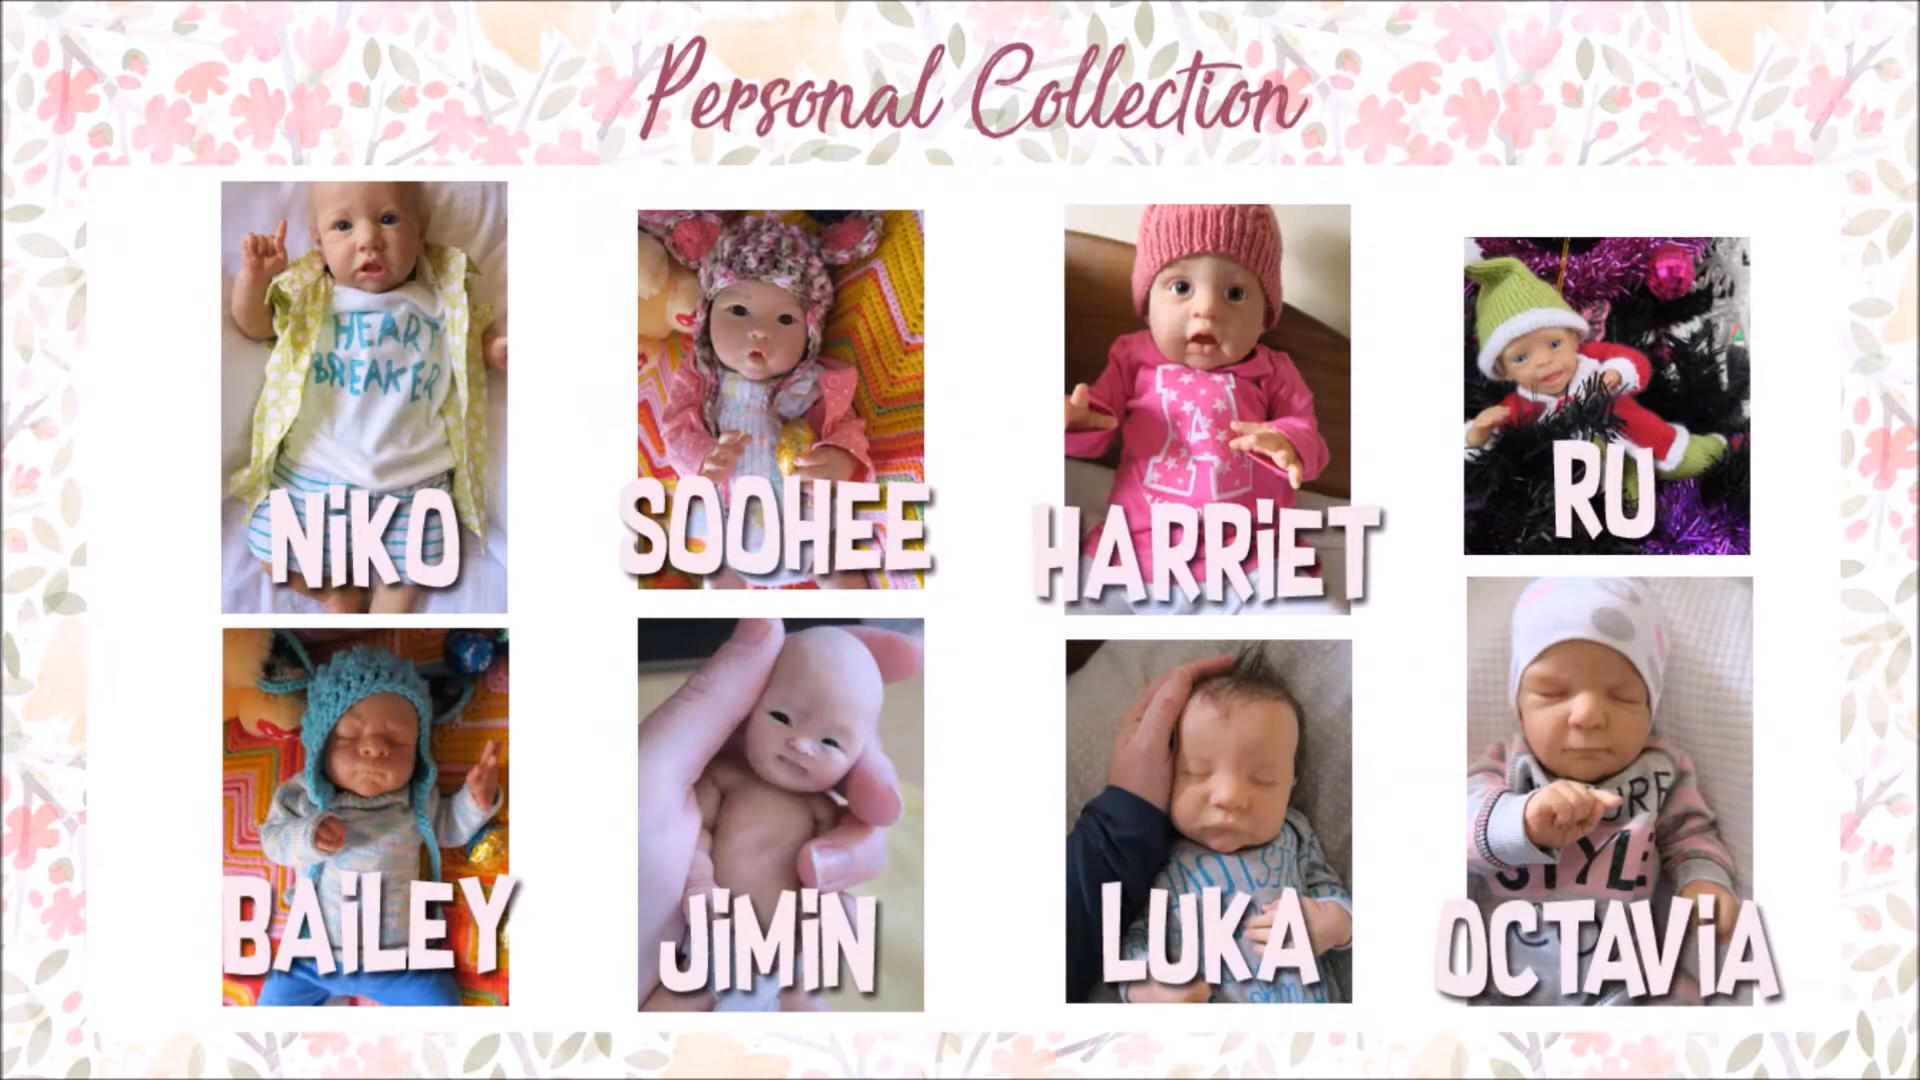 Personal Collection
HEART
BREAKER
NiKO
SOOHEE
HARRiET
RU
BAiLEY
JiMiN
LUKA
STYLE
OCTAViA